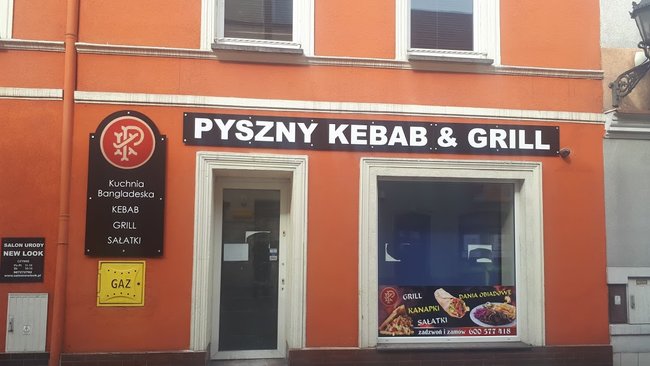 PYSZNY KEBAB & GRILL
Kuchnia
Bangladeska
KEBAB
GRILL
SAŁATKI
SALON URODY
NEW LOOK
GAZ
GRILL
KANAPKI
SAŁATKI
DANIA OBIADOWE
zadzwoń i zamów 600 577 418